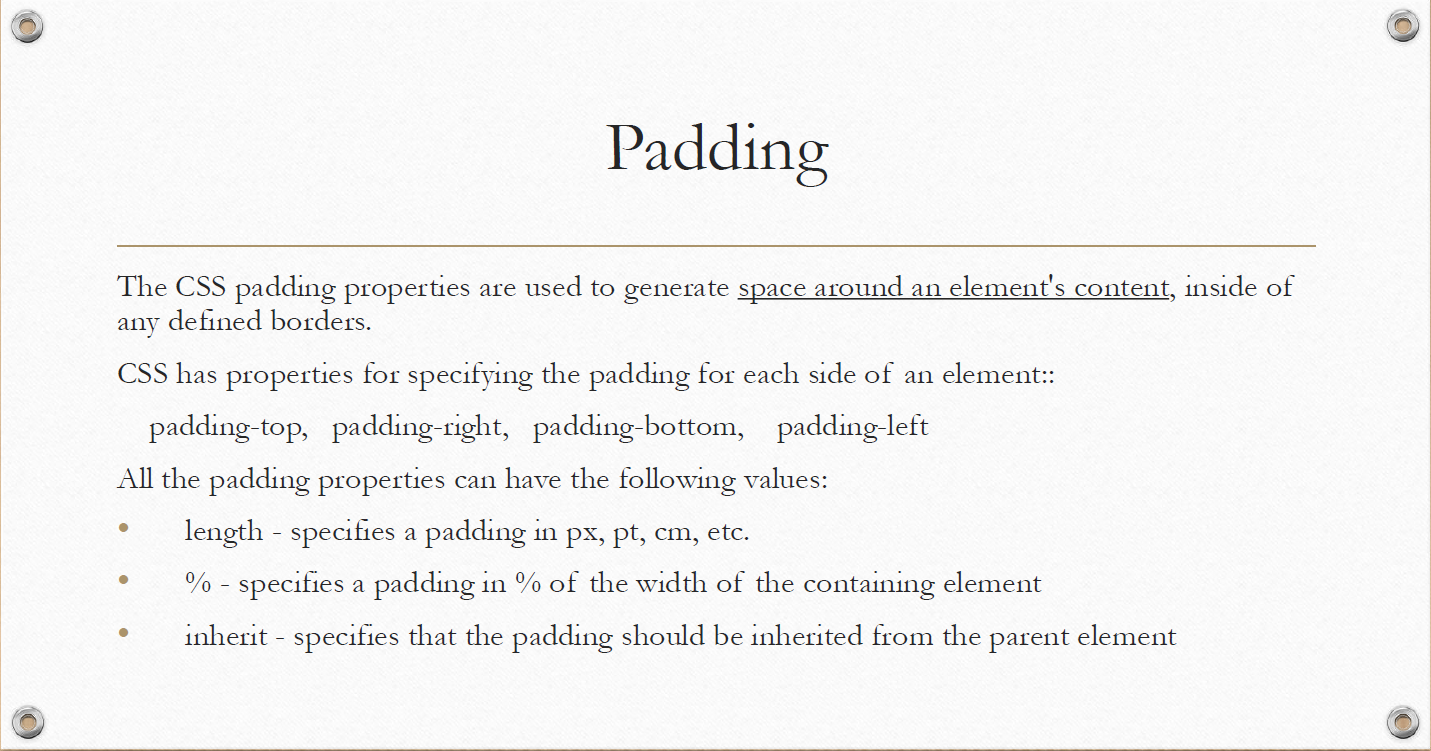 Padding
The CSS padding properties are used to generate space around an element's content, inside of
any defined borders.
CSS has properties for specifying the padding for each side of an element::
padding-top, padding-right, padding-bottom, padding-left
All the padding properties can have the following values:
• length - specifies a padding in px, pt, cm, etc.
• % - specifies a padding in % of the width of the containing element
• inherit - specifies that the padding should be inherited from the parent element